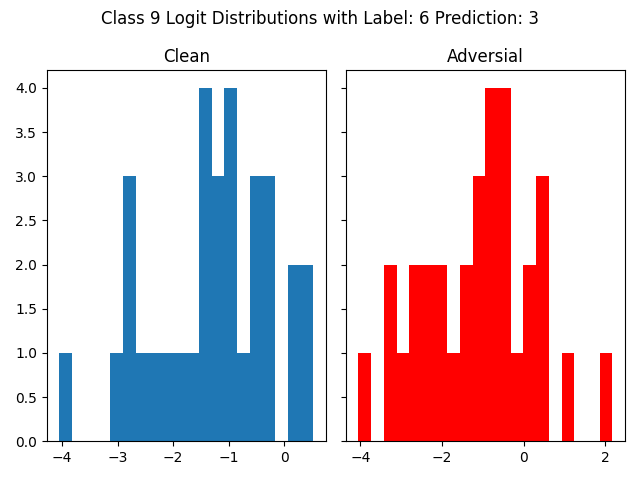 Class 9 Logit Distributions with Label: 6 Prediction: 3
Clean
Adversial
4.0
3.5
3.0
2.5
2.0
1.5
1.0
0.5
0.0
−4 −3 −2 −1 0
−4 −2 0 2